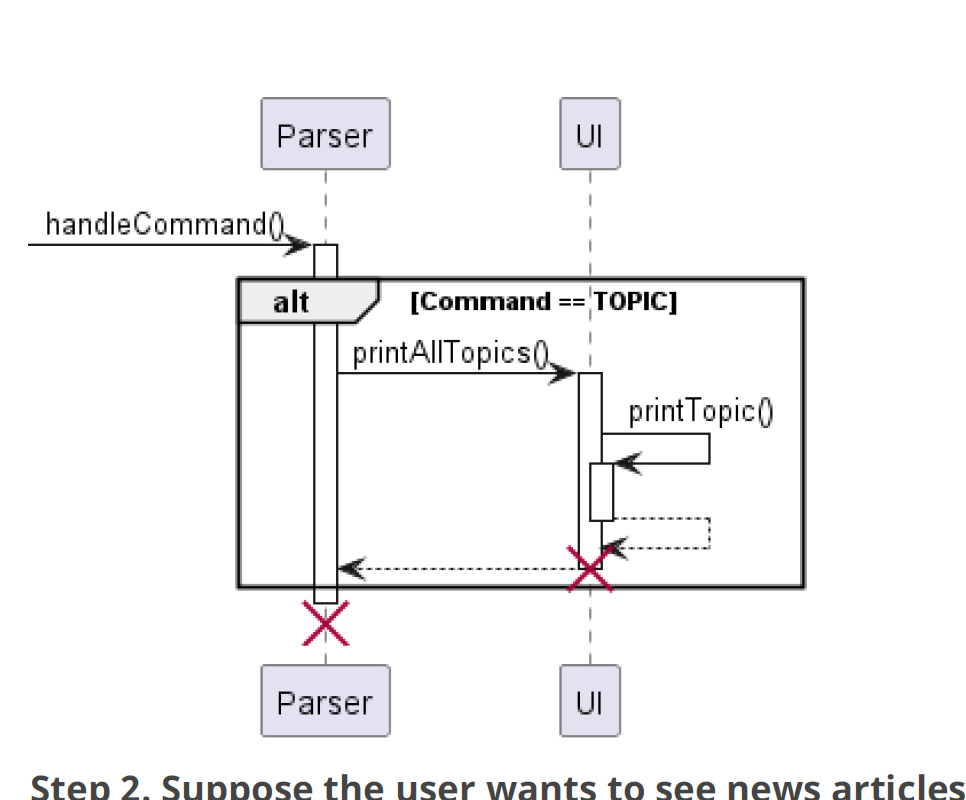 Parser
UI
handleCommand()
alt
[Command == TOPIC]
printAllTopics()
printTopic()
Parser
UI
Step 2. Suppose the user wants to see news articles